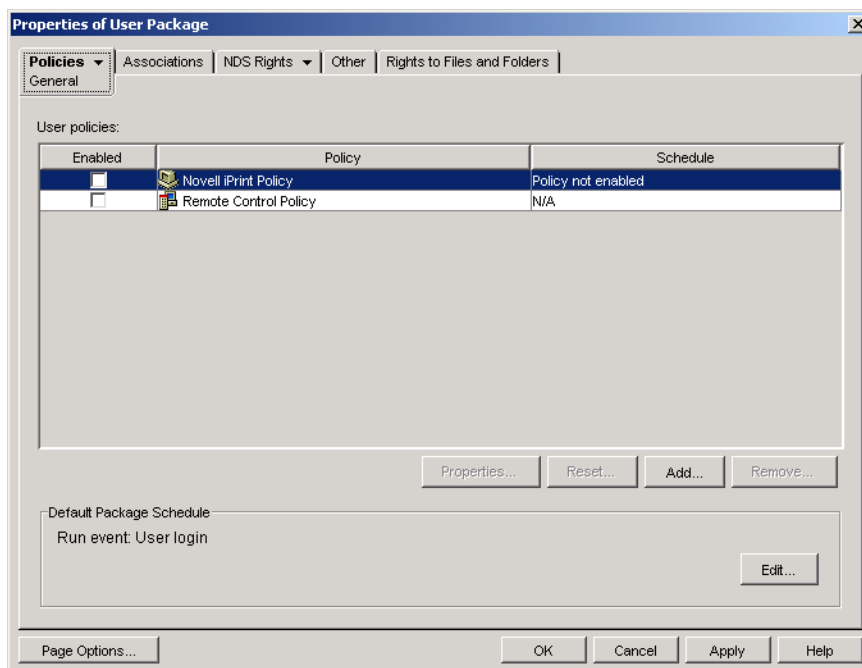 Properties of User Package
Policies Associations NDS Rights Other Rights to Files and Folders
General
User policies:
Enabled Policy Schedule
Novell iPrint Policy Policy not enabled
Remote Control Policy N/A
Properties... Reset... Add... Remove...
Default Package Schedule
Run event: User login
Edit...
Page Options... OK Cancel Apply Help